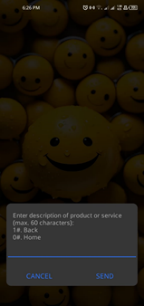 6:26 PM
Enter description of product or service
(max. 60 characters):
1#. Back
0#. Home
CANCEL
SEND